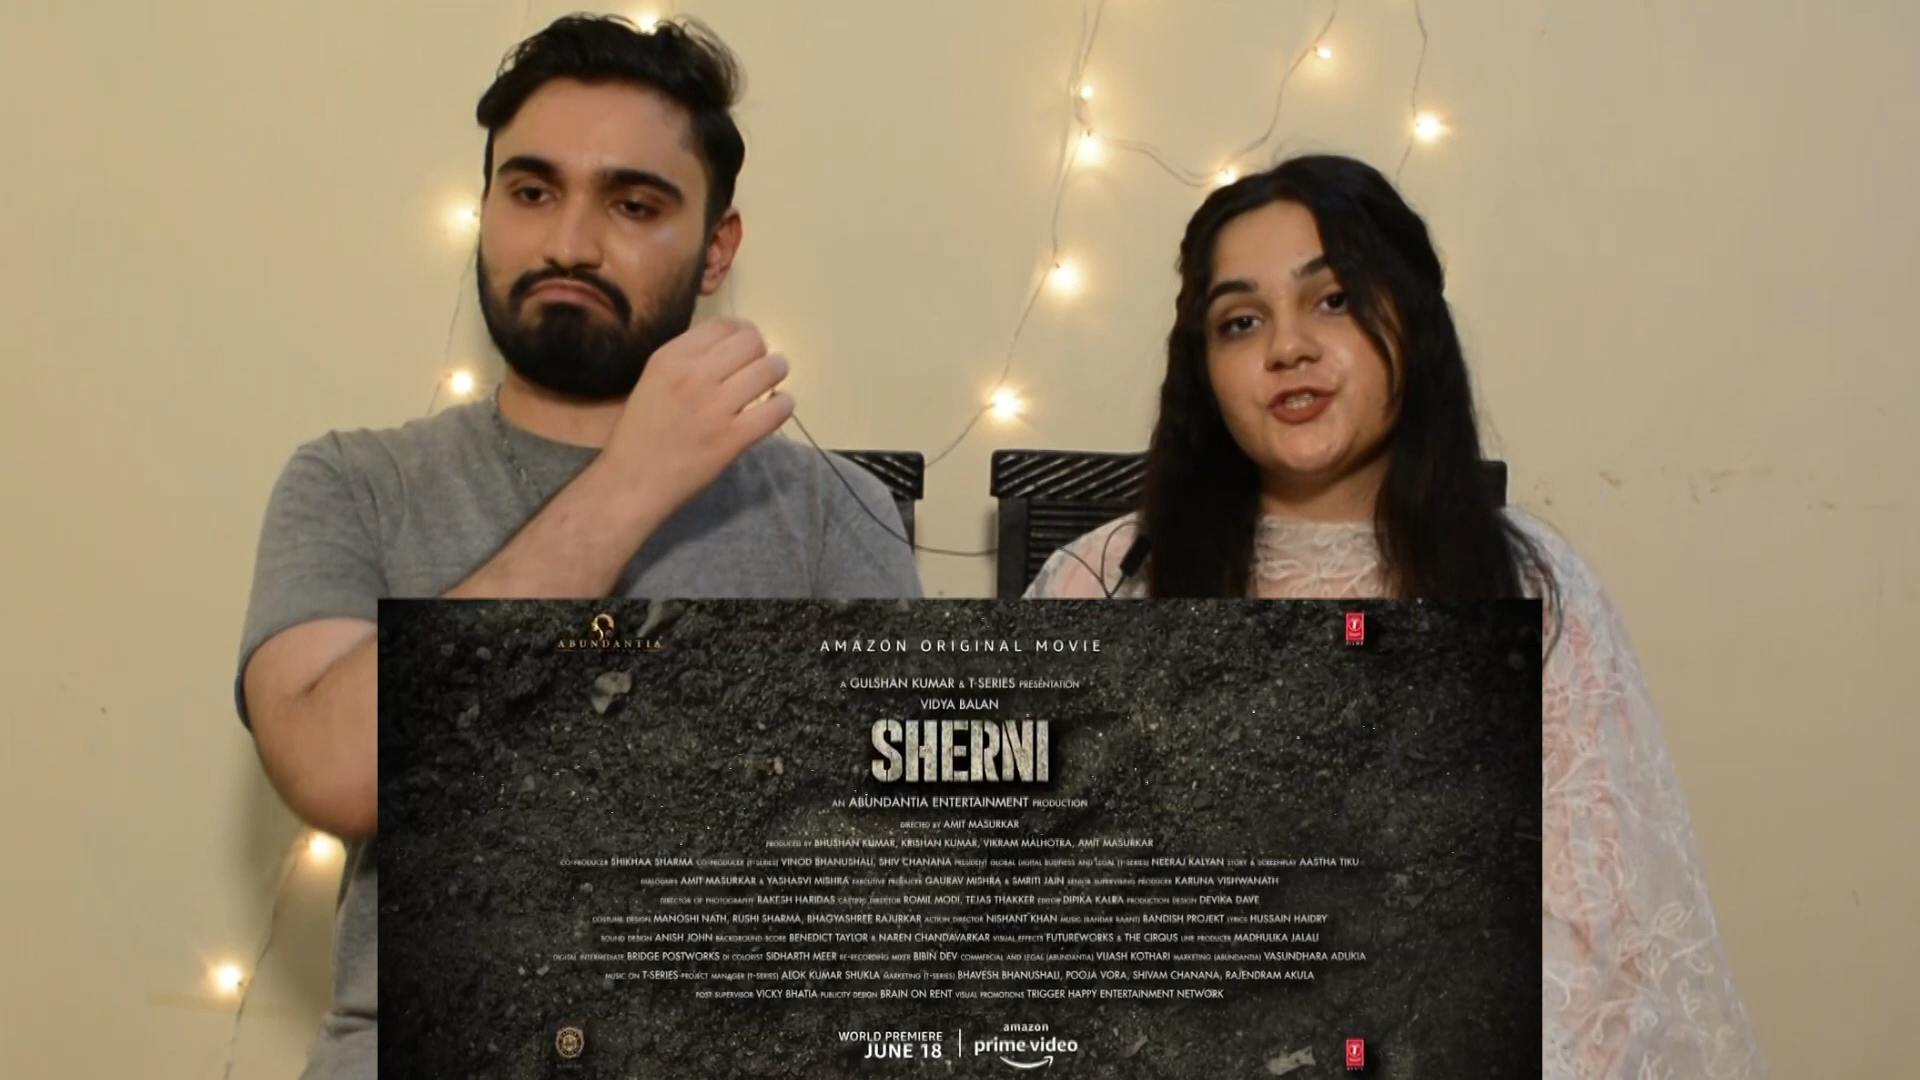 ABUNDANTIA
AMAZON ORIGINAL MOVIE
A GULSHAN KUMAR & T-SERIES PRESENTATION
VIDYA BALAN
SHERNI
AN ABUNDANTIA ENTERTAINMENT PRODUCTION
DIRECTED BY AMIT MASURKAR
PRODUCED BY BHUSHAN KUMAR, KRISHAN KUMAR, VIKRAM MALHOTRA, AMIT MASURKAR
CO-PRODUCER SHIKHAA SHARMA CO-PRODUCER (T-SERIES) VINOD BHANUSHALI, SHIV CHANANA PRESIDENT GLOBAL DIGITAL BUSINESS AND LEGAL (T-SERIES) NEERAJ KALYAN STORY & SCREENPLAY AASTHA TIKU
DIALOGUES AMIT MASURKAR & YASHASVI MISHRA EXECUTIVE PRODUCER GAURAV MISHRA & SMRITI JAIN SENIOR SUPERVISING PRODUCER KARUNA VISHWANATH
DIRECTOR OF PHOTOGRAPHY RAKESH HARIDAS CASTING DIRECTOR ROMIL MODI, TEJAS THAKKER EDITOR DIPIKA KALRA PRODUCTION DESIGN DEVIKA DAVE
COSTUME DESIGN MANOSHI NATH, RUSHI SHARMA, BHAGYASHREE RAJURKAR ACTION DIRECTOR NISHANT KHAN MUSIC (BANDAR BAANT) BANDISH PROJEKT LYRICS HUSSAIN HAIDRY
SOUND DESIGN ANISH JOHN BACKGROUND SCORE BENEDICT TAYLOR & NAREN CHANDAVARKAR VISUAL EFFECTS FUTUREWORKS & THE CIRQUS LINE PRODUCER MADHULIKA JALALI
DIGITAL INTERMEDIATE BRIDGE POSTWORKS DI COLORIST SIDHARTH MEER RE-RECORDING MIXER BIBIN DEV COMMERCIAL AND LEGAL (ABUNDANTIA) VIJASH KOTHARI MARKETING (ABUNDANTIA) VASUNDHARA ADUKIA
MUSIC ON T-SERIES PROJECT MANAGER (T-SERIES) ALOK KUMAR SHUKLA MARKETING (T-SERIES) BHAVESH BHANUSHALI, POOJA VORA, SHIVAM CHANANA, RAJENDRAM AKULA
POST SUPERVISOR VICKY BHATIA PUBLICITY DESIGN BRAIN ON RENT VISUAL PROMOTIONS TRIGGER HAPPY ENTERTAINMENT NETWORK
WORLD PREMIERE
JUNE 18
amazon
prime video